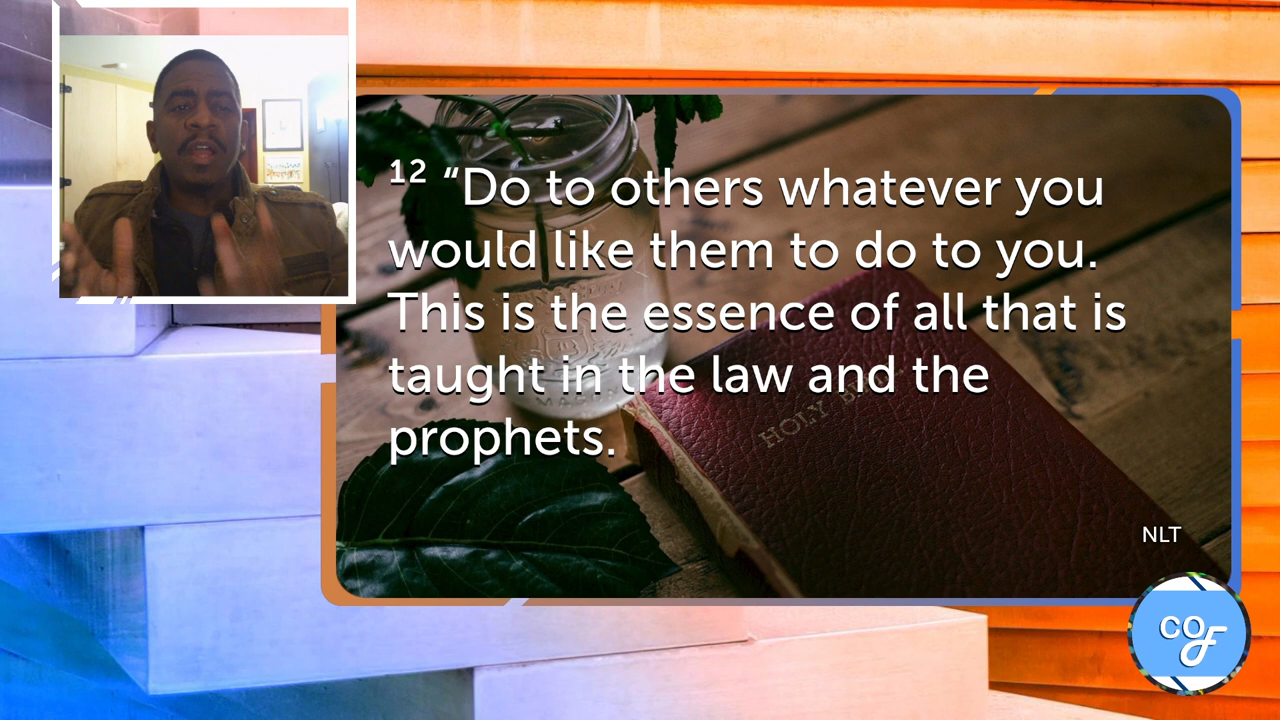 12 “Do to others whatever you
would like them to do to you.
This is the essence of all that is
taught in the law and the
prophets.
HOLY
NLT
COF